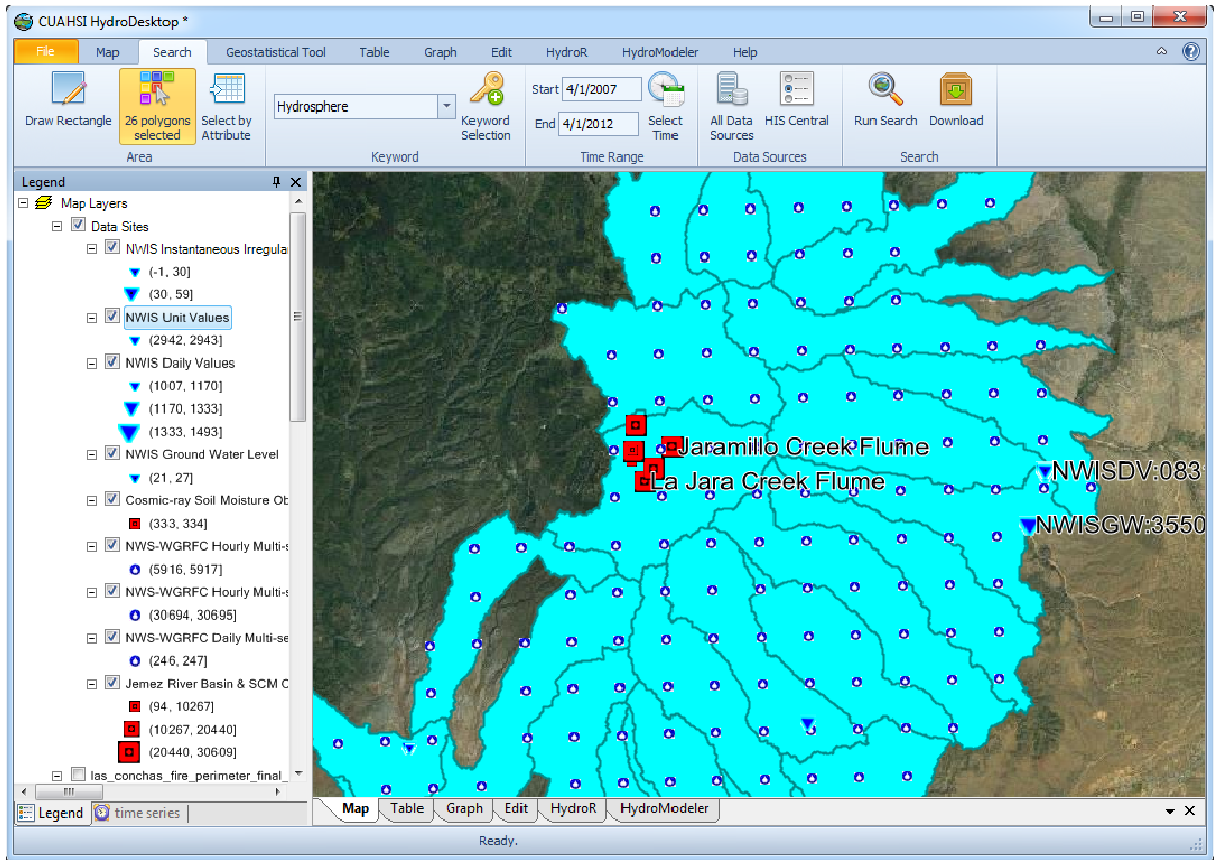 CUAHSI HydroDesktop *
File Map Search Geostatistical Tool Table Graph Edit HydroR HydroModeler Help
Draw Rectangle
26 polygons selected
Select by Attribute
Area
Hydrosphere
Keyword Selection
Keyword
Start 4/1/2007
End 4/1/2012
Select Time
Time Range
All Data Sources
HIS Central
Data Sources
Run Search
Download
Search
Legend
Map Layers
Data Sites
NWIS Instantaneous Irregula
(-1, 30]
(30, 59]
NWIS Unit Values
(2942, 2943]
NWIS Daily Values
(1007, 1170]
(1170, 1333]
(1333, 1493]
NWIS Ground Water Level
(21, 27]
Cosmic-ray Soil Moisture Ob
(333, 334]
NWS-WGRFC Hourly Multi-s
(5916, 5917]
NWS-WGRFC Hourly Multi-s
(30694, 30695]
NWS-WGRFC Daily Multi-se
(246, 247]
Jemez River Basin & SCM C
(94, 10267]
(10267, 20440]
(20440, 30609]
las_conchas_fire_perimeter_final_
Legend time series
Jaramillo Creek Flume
La Jara Creek Flume
NWISDV:083
NWISGW:3550
Map Table Graph Edit HydroR HydroModeler
Ready.